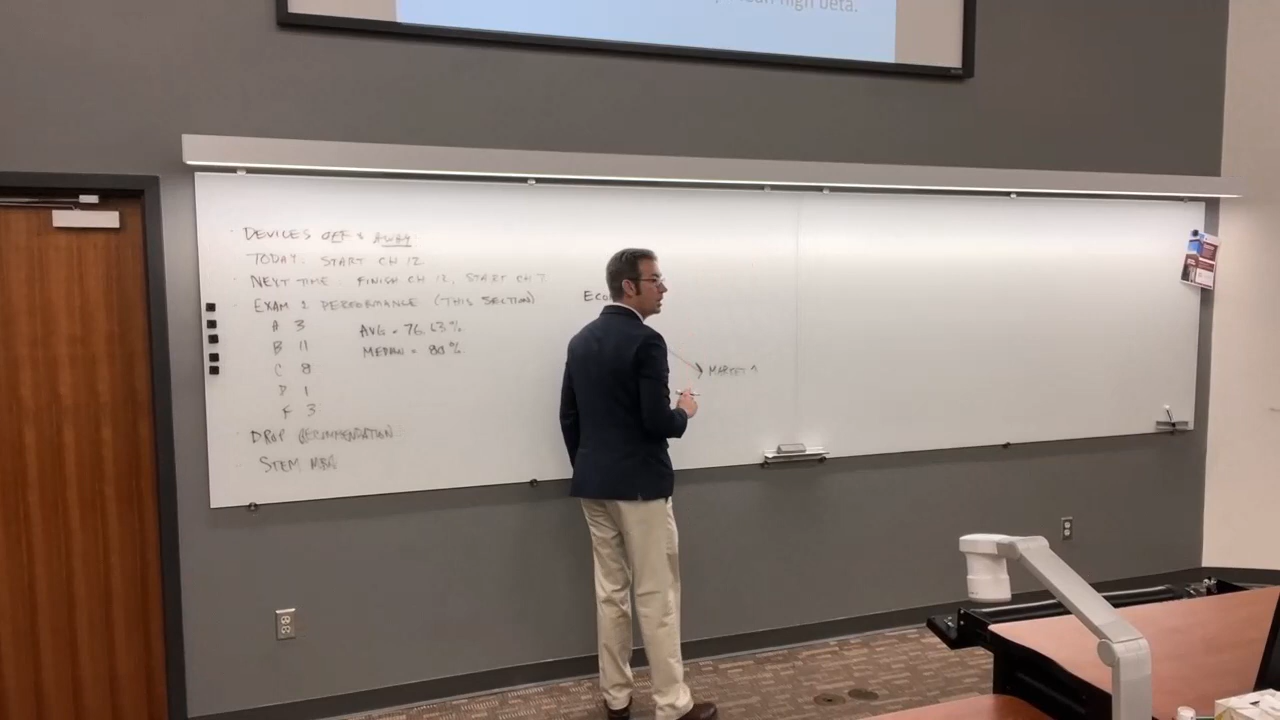 high beta.
DEVICES OFF & AWAY
TODAY: START CH 12
NEXT TIME: FINISH CH 12, START CH 7
EXAM 2 PERFORMANCE (THIS SECTION)
A 3
AVG = 76.63%
B 11
MEDIAN = 80%
C 8
D 1
F 3
DROP RECOMMENDATION
STEM MBA
MARKET ^